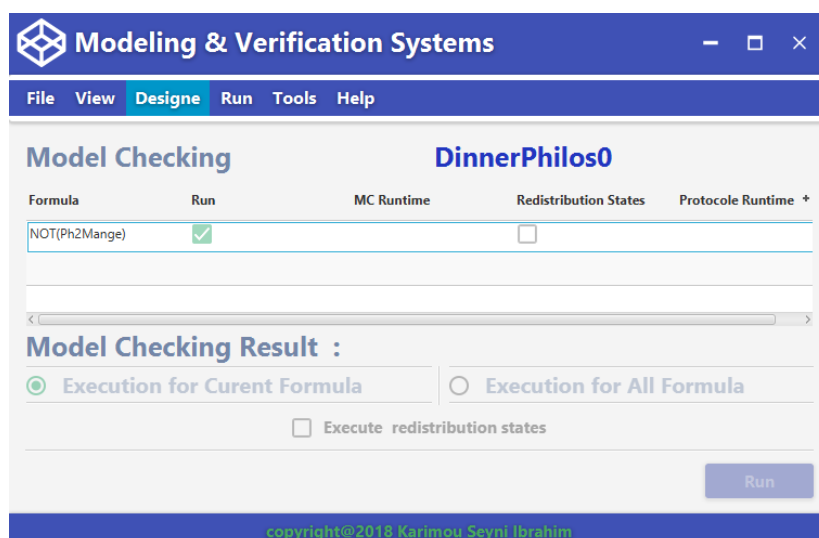 Modeling & Verification Systems
File View Designe Run Tools Help
Model Checking DinnerPhilos0
Formula Run MC Runtime Redistribution States Protocole Runtime +
NOT(Ph2Mange)
Model Checking Result :
Execution for Curent Formula Execution for All Formula
Execute redistribution states
Run
copyright@2018 Karimou Seyni Ibrahim